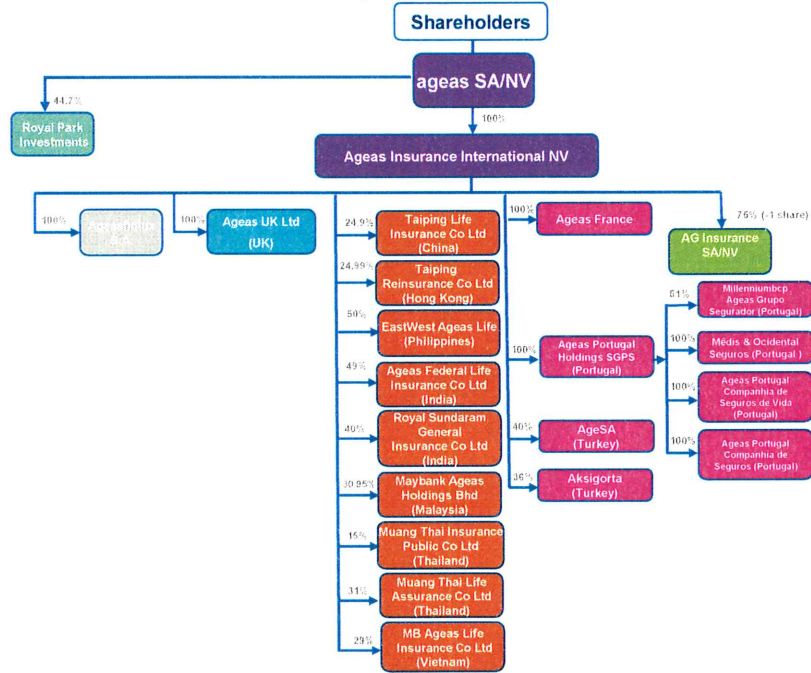 Shareholders
ageas SA/NV
44.7%
100%
Royal Park
Investments
Ageas Insurance International NV
100%
100%
Ageas UK Ltd
(UK)
24.9%
Taiping Life
Insurance Co Ltd
(China)
100%
Ageas France
75% (-1 share)
AG Insurance
SA/NV
24.99%
Taiping
Reinsurance Co Ltd
(Hong Kong)
51%
Millenniumbcp
Ageas Grupo
Segurador (Portugal)
50%
EastWest Ageas Life
(Philippines)
100%
Ageas Portugal
Holdings SGPS
(Portugal)
100%
Médis & Ocidental
Seguros (Portugal )
49%
Ageas Federal Life
Insurance Co Ltd
(India)
100%
Ageas Portugal
Companhia de
Seguros de Vida
(Portugal)
40%
Royal Sundaram
General
Insurance Co Ltd
(India)
40%
AgeSA
(Turkey)
100%
Ageas Portugal
Companhia de
Seguros (Portugal)
30.95%
Maybank Ageas
Holdings Bhd
(Malaysia)
36%
Aksigorta
(Turkey)
15%
Muang Thai Insurance
Public Co Ltd
(Thailand)
31%
Muang Thai Life
Assurance Co Ltd
(Thailand)
29%
MB Ageas Life
Insurance Co Ltd
(Vietnam)